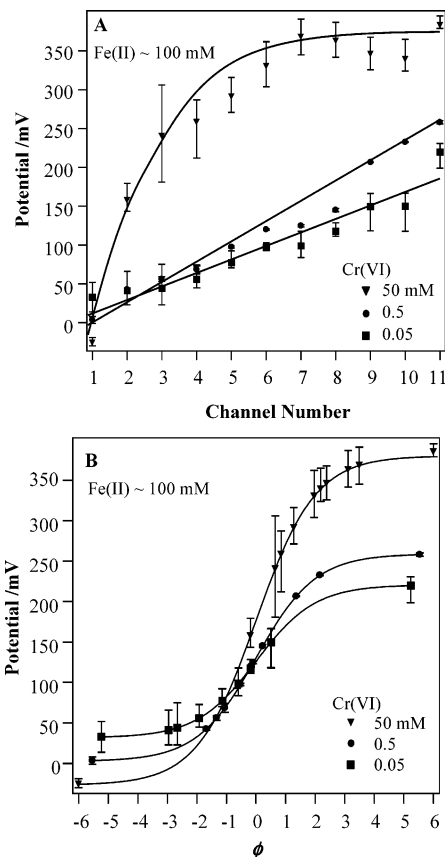 A
Fe(II) ~ 100 mM
350
300
250
200
150
100
50
0
Potential /mV
Cr(VI)
50 mM
0.5
0.05
1 2 3 4 5 6 7 8 9 10 11
Channel Number
B
Fe(II) ~ 100 mM
350
300
250
200
150
100
50
0
Potential /mV
Cr(VI)
50 mM
0.5
0.05
-6 -5 -4 -3 -2 -1 0 1 2 3 4 5 6
ϕ